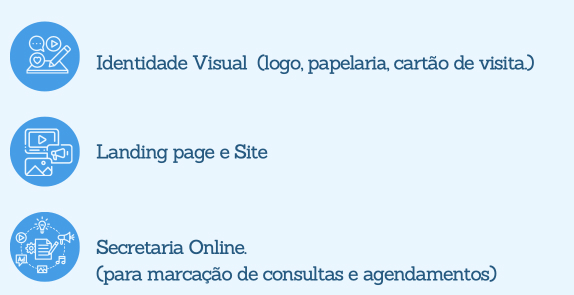 Identidade Visual (logo, papelaria, cartão de visita.)
Landing page e Site
Secretaria Online.
(para marcação de consultas e agendamentos)